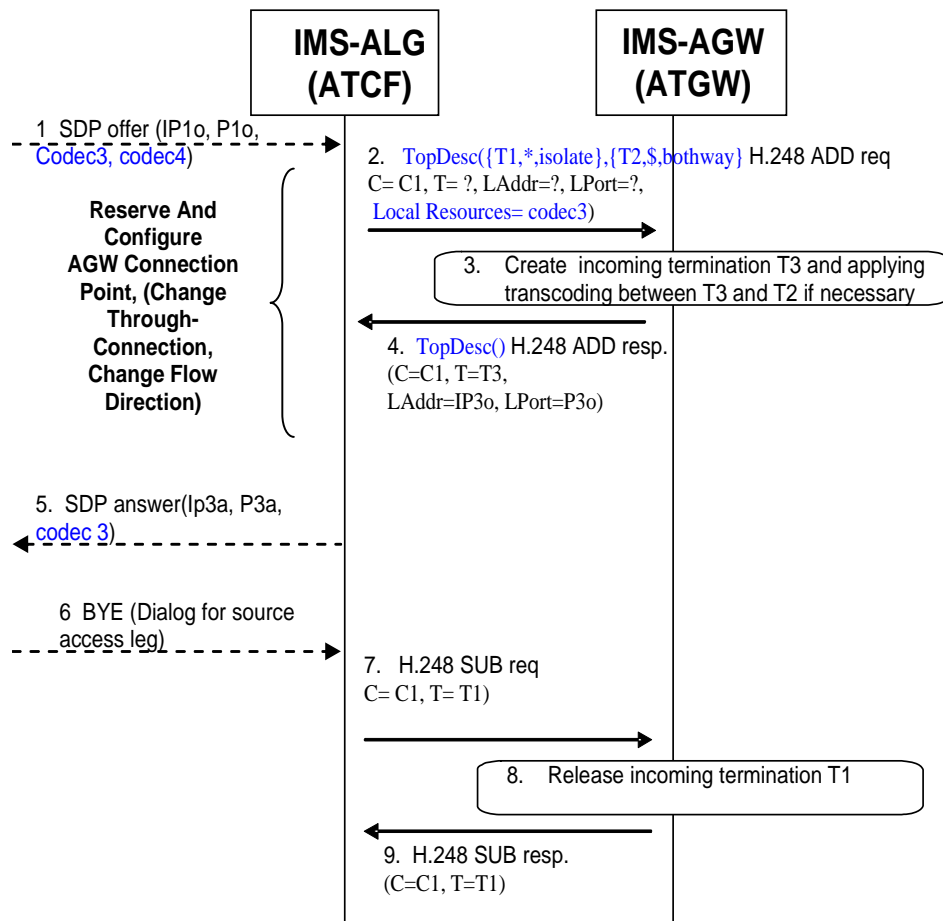 IMS-ALG
(ATCF)
IMS-AGW
(ATGW)
1 SDP offer (IP1o, P1o,
Codec3, codec4)
2. TopDesc({T1,*,isolate},{T2,$,bothway} H.248 ADD req
C= C1, T= ?, LAddr=?, LPort=?,
Local Resources= codec3)
Reserve And
Configure
AGW Connection
Point, (Change
Through-
Connection,
Change Flow
Direction)
3. Create incoming termination T3 and applying
transcoding between T3 and T2 if necessary
4. TopDesc() H.248 ADD resp.
(C=C1, T=T3,
LAddr=IP3o, LPort=P3o)
5. SDP answer(Ip3a, P3a,
codec 3)
6 BYE (Dialog for source
access leg)
7. H.248 SUB req
C= C1, T= T1)
8. Release incoming termination T1
9. H.248 SUB resp.
(C=C1, T=T1)